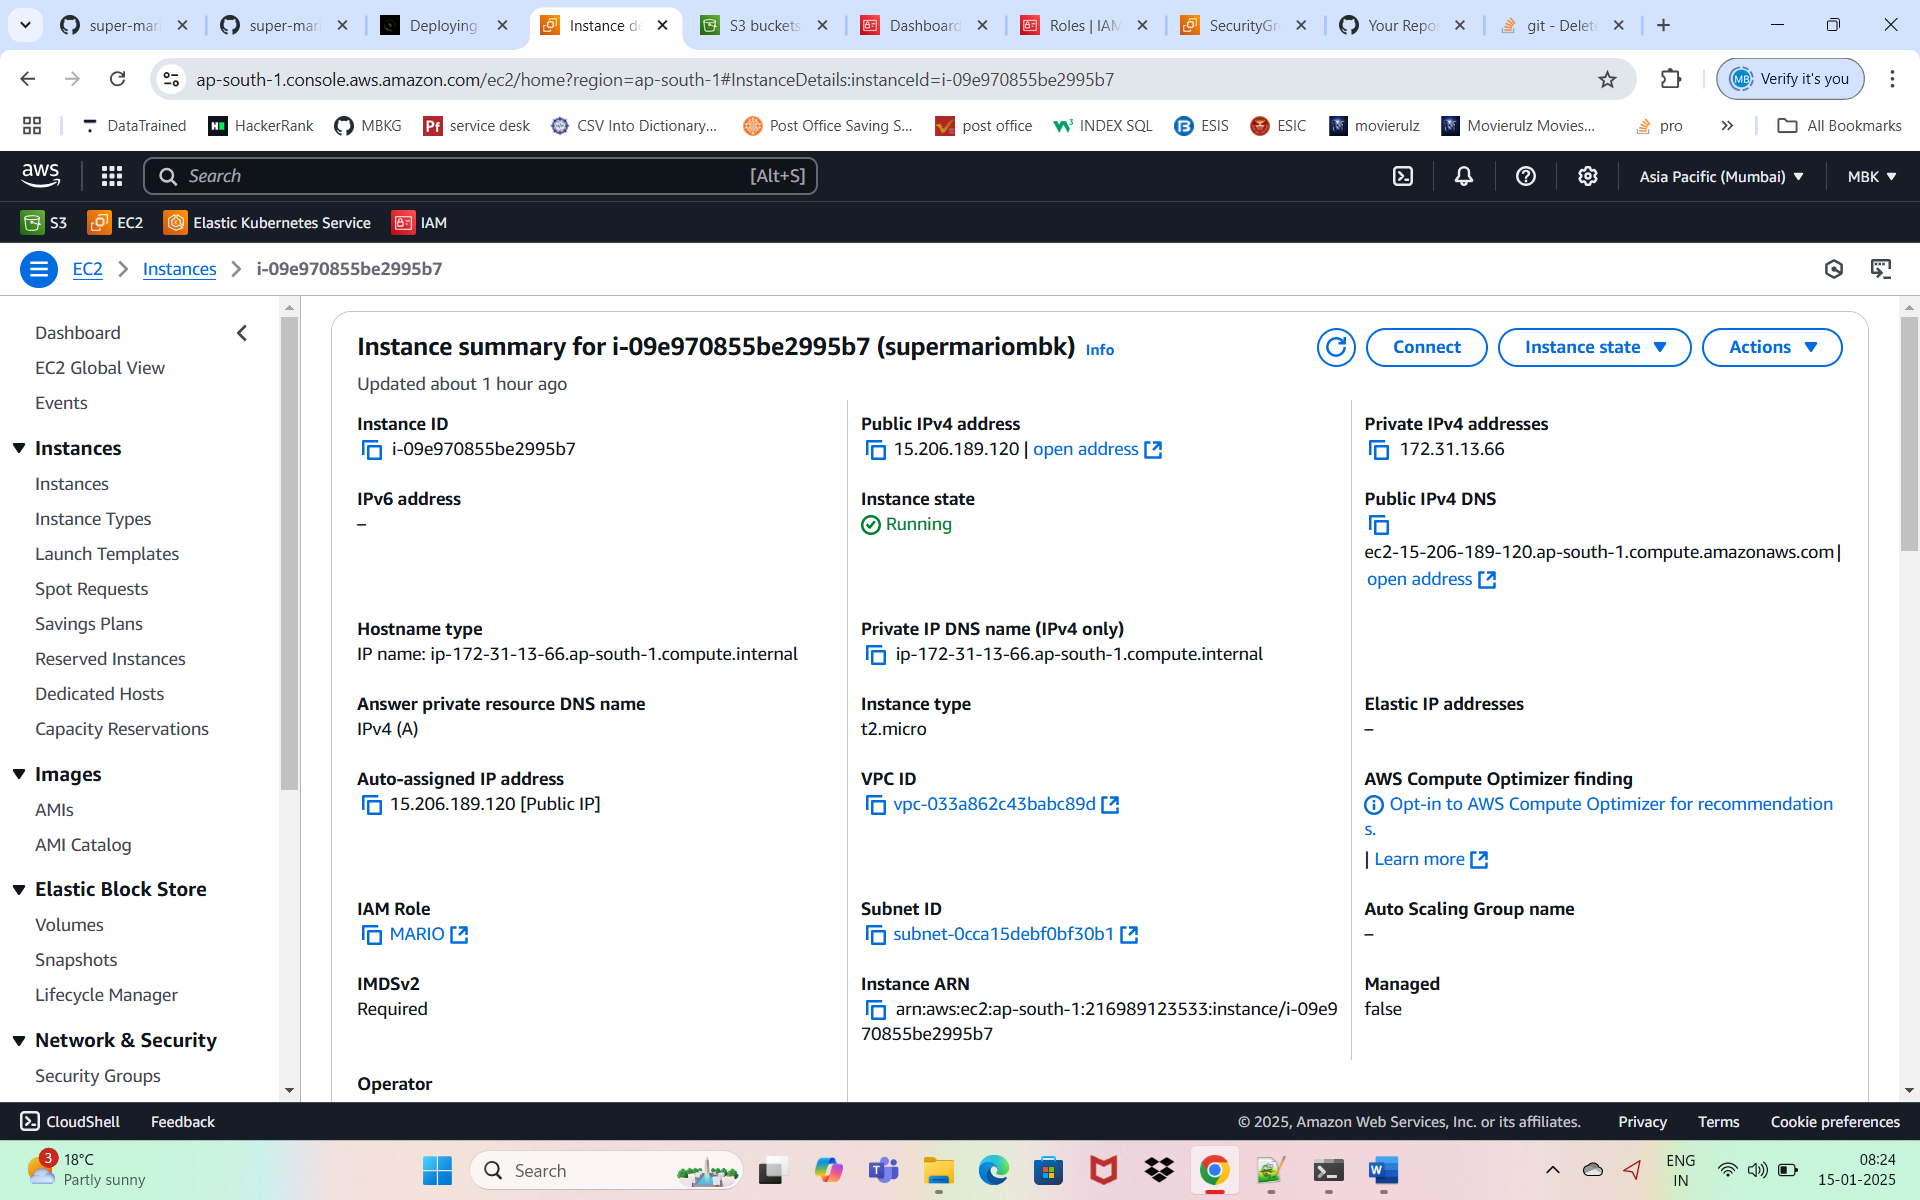 super-mari
super-mari
Deploying
Instance de
S3 buckets
Dashboard
Roles | IAM
SecurityGr
Your Repo
git - Delet
ap-south-1.console.aws.amazon.com/ec2/home?region=ap-south-1#InstanceDetails:instanceId=i-09e970855be2995b7
MB
Verify it's you
DataTrained
HackerRank
MBKG
Pf service desk
CSV Into Dictionary...
Post Office Saving S...
post office
INDEX SQL
ESIS
ESIC
movierulz
Movierulz Movies...
pro
All Bookmarks
aws
Search
[Alt+S]
Asia Pacific (Mumbai)
MBK
S3
EC2
Elastic Kubernetes Service
IAM
EC2 > Instances > i-09e970855be2995b7
Dashboard
EC2 Global View
Events
Instances
Instances
Instance Types
Launch Templates
Spot Requests
Savings Plans
Reserved Instances
Dedicated Hosts
Capacity Reservations
Images
AMIs
AMI Catalog
Elastic Block Store
Volumes
Snapshots
Lifecycle Manager
Network & Security
Security Groups
Instance summary for i-09e970855be2995b7 (supermariombk) Info
Updated about 1 hour ago
Connect
Instance state
Actions
Instance ID
i-09e970855be2995b7
Public IPv4 address
15.206.189.120 | open address
Private IPv4 addresses
172.31.13.66
IPv6 address
–
Instance state
Running
Public IPv4 DNS
ec2-15-206-189-120.ap-south-1.compute.amazonaws.com |
open address
Hostname type
IP name: ip-172-31-13-66.ap-south-1.compute.internal
Private IP DNS name (IPv4 only)
ip-172-31-13-66.ap-south-1.compute.internal
Answer private resource DNS name
IPv4 (A)
Instance type
t2.micro
Elastic IP addresses
–
Auto-assigned IP address
15.206.189.120 [Public IP]
VPC ID
vpc-033a862c43babc89d
AWS Compute Optimizer finding
Opt-in to AWS Compute Optimizer for recommendation
s.
| Learn more
IAM Role
MARIO
Subnet ID
subnet-0cca15debf0bf30b1
Auto Scaling Group name
–
IMDSv2
Required
Instance ARN
arn:aws:ec2:ap-south-1:216989123533:instance/i-09e9
70855be2995b7
Managed
false
Operator
CloudShell
Feedback
© 2025, Amazon Web Services, Inc. or its affiliates.
Privacy
Terms
Cookie preferences
3
18°C
Partly sunny
Search
ENG
IN
08:24
15-01-2025